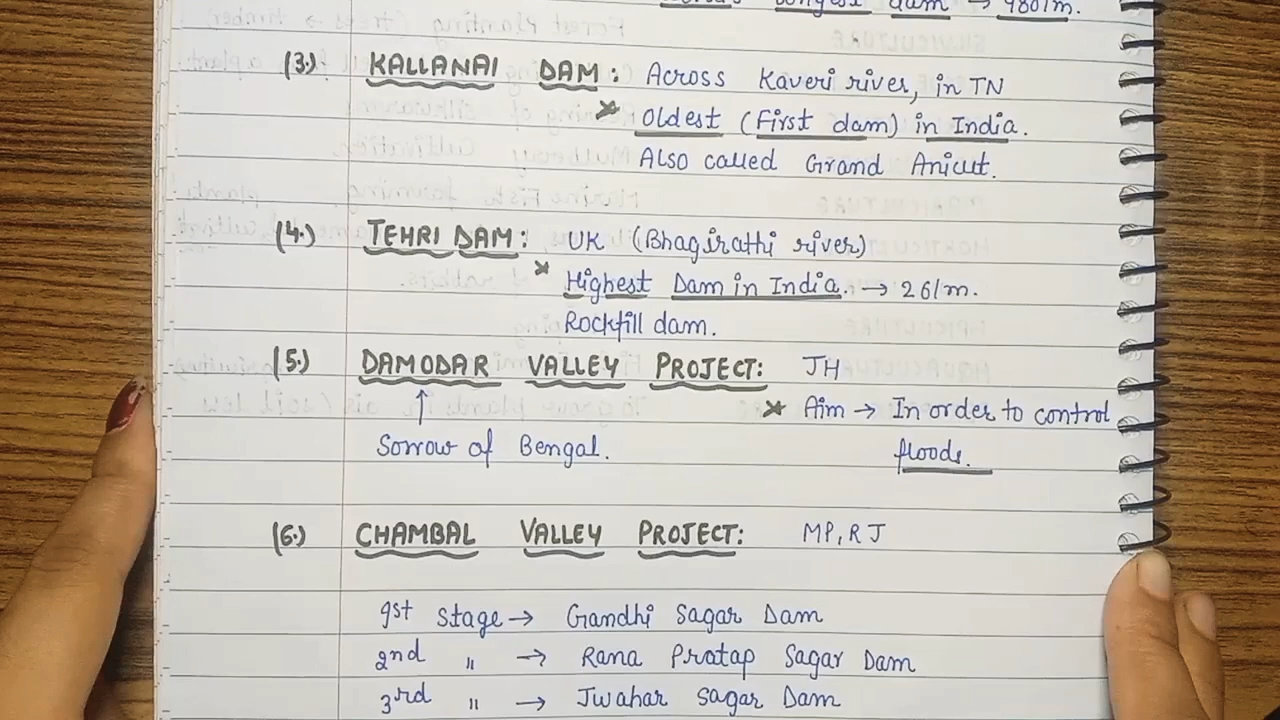 longest dam → 4801m.
(3.) KALLANAI DAM: Across Kaveri river, in TN
* Oldest (First dam) in India.
Also called Grand Anicut.
(4.) TEHRI DAM: UK (Bhagirathi river)
* Highest Dam in India. → 261m.
Rockfill dam.
(5.) DAMODAR VALLEY PROJECT: JH
* Aim → In order to control
Sorrow of Bengal. floods.
(6.) CHAMBAL VALLEY PROJECT: MP, RJ
1st stage → Gandhi Sagar Dam
2nd " → Rana Pratap Sagar Dam
3rd " → Jwahar Sagar Dam